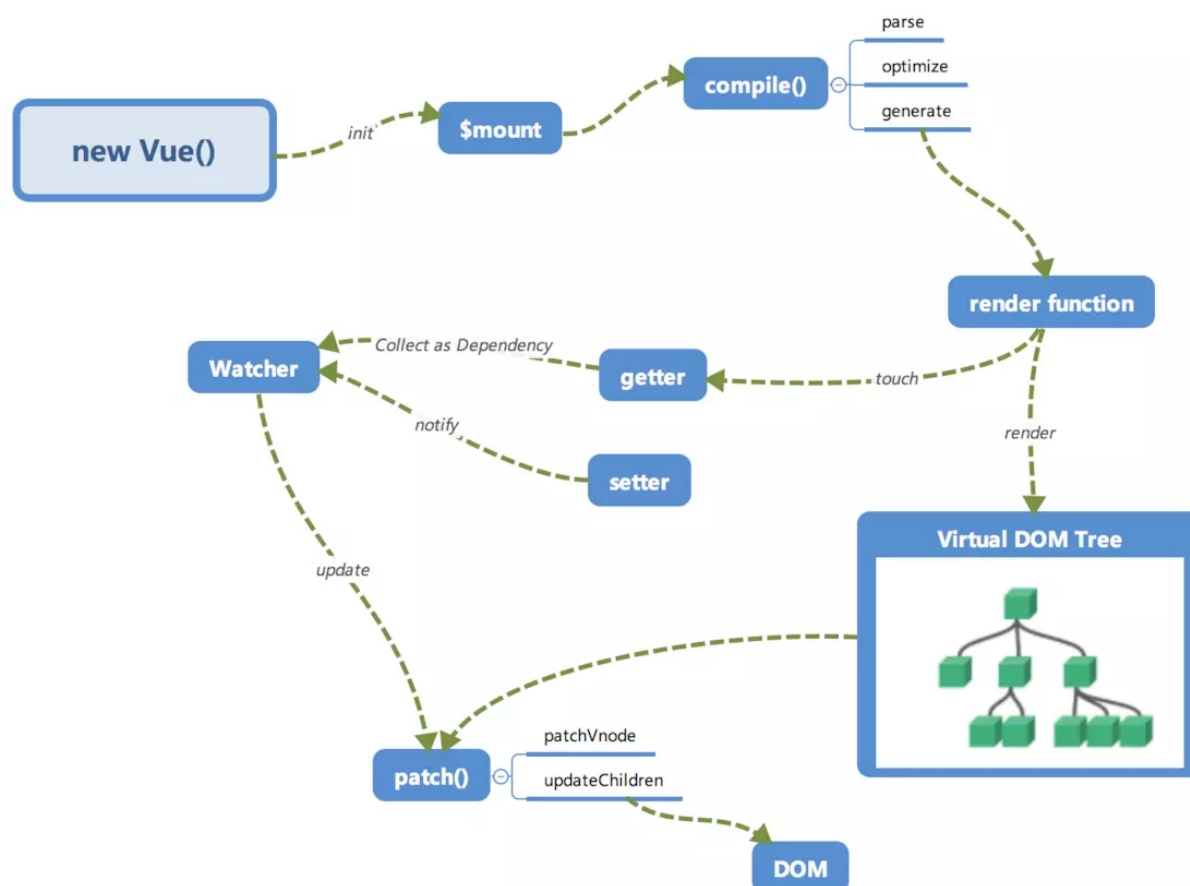 parse
optimize
compile()
generate
$mount
init
new Vue()
render function
Collect as Dependency
Watcher
getter
touch
notify
render
setter
Virtual DOM Tree
update
patchVnode
patch()
updateChildren
DOM